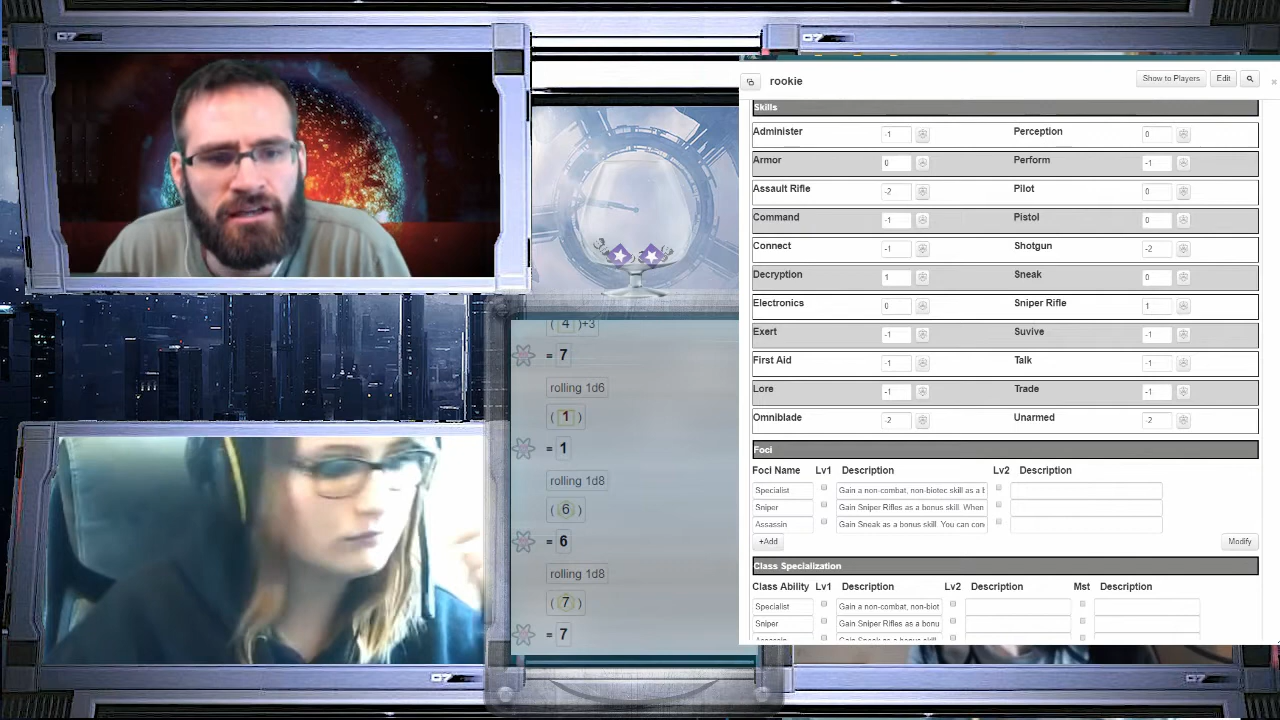 rookie
Show to Players
Edit
Skills
Administer -1 Perception 0
Armor 0 Perform -1
Assault Rifle -2 Pilot 0
Command -1 Pistol 0
Connect -1 Shotgun -2
Decryption 1 Sneak 0
Electronics 0 Sniper Rifle 1
Exert -1 Suvive -1
First Aid -1 Talk -1
Lore -1 Trade -1
Omniblade -2 Unarmed -2
Foci
Foci Name Lv1 Description Lv2 Description
Specialist Gain a non-combat, non-biotec skill as a
Sniper Gain Sniper Rifles as a bonus skill. When
Assassin Gain Sneak as a bonus skill. You can con
+Add Modify
Class Specialization
Class Ability Lv1 Description Lv2 Description Mst Description
Specialist Gain a non-combat, non-biot
Sniper Gain Sniper Rifles as a bonu
(4)+3
= 7
rolling 1d6
(1)
= 1
rolling 1d8
(6)
= 6
rolling 1d8
(7)
= 7